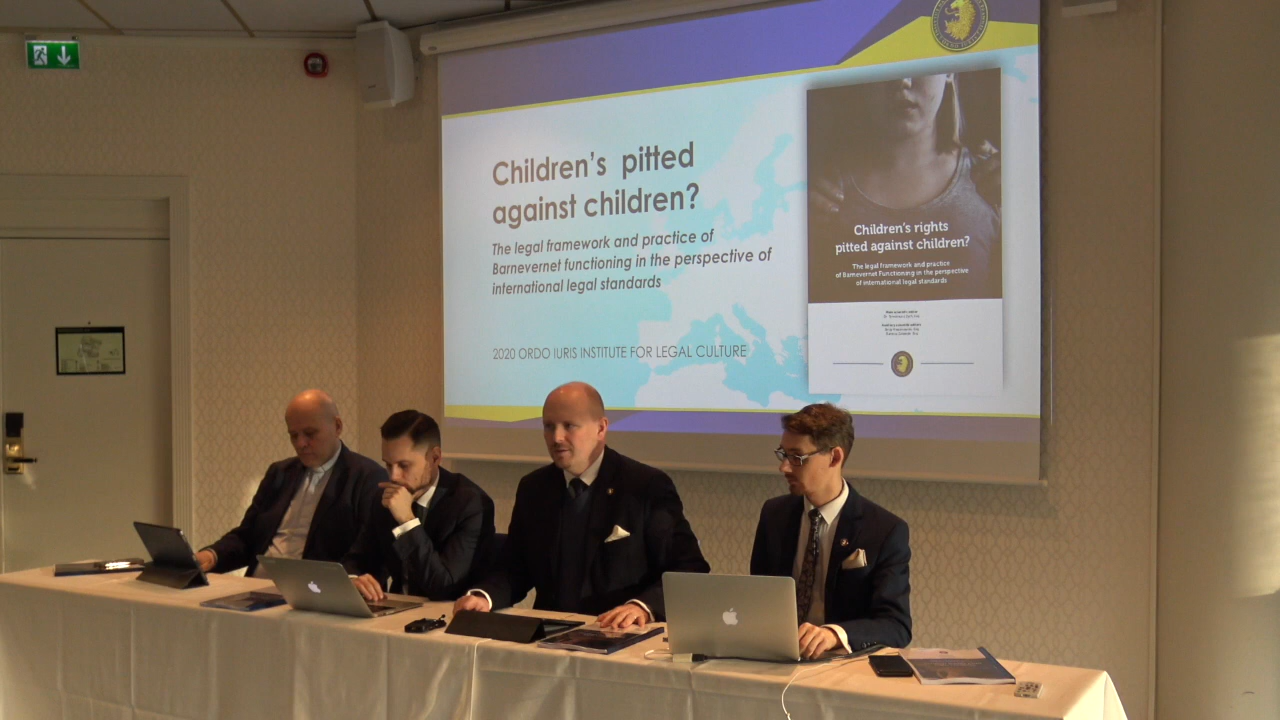 Children's pitted
against children?
The legal framework and practice of
Barnevernet functioning in the perspective of
international legal standards
2020 ORDO IURIS INSTITUTE FOR LEGAL CULTURE
Children's rights
pitted against children?
The legal framework and practice
of Barnevernet Functioning in the perspective
of international legal standards